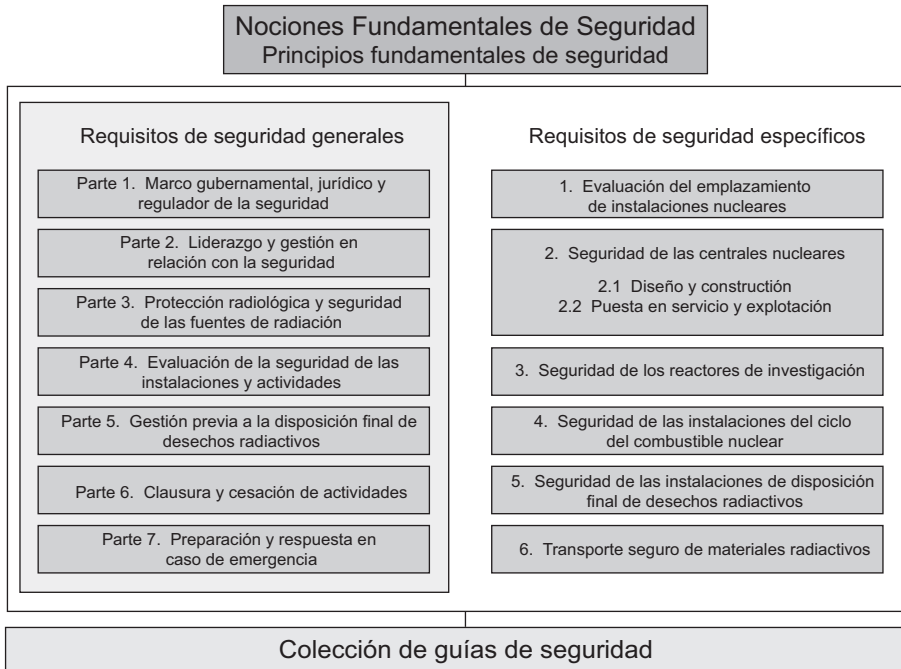 Nociones Fundamentales de Seguridad
Principios fundamentales de seguridad
Requisitos de seguridad generales
Parte 1. Marco gubernamental, jurídico y
regulador de la seguridad
Parte 2. Liderazgo y gestión en
relación con la seguridad
Parte 3. Protección radiológica y seguridad
de las fuentes de radiación
Parte 4. Evaluación de la seguridad de las
instalaciones y actividades
Parte 5. Gestión previa a la disposición final de
desechos radiactivos
Parte 6. Clausura y cesación de actividades
Parte 7. Preparación y respuesta en
caso de emergencia
Requisitos de seguridad específicos
1. Evaluación del emplazamiento
de instalaciones nucleares
2. Seguridad de las centrales nucleares
2.1 Diseño y constructión
2.2 Puesta en servicio y explotación
3. Seguridad de los reactores de investigación
4. Seguridad de las instalaciones del ciclo
del combustible nuclear
5. Seguridad de las instalaciones de disposición
final de desechos radiactivos
6. Transporte seguro de materiales radiactivos
Colección de guías de seguridad